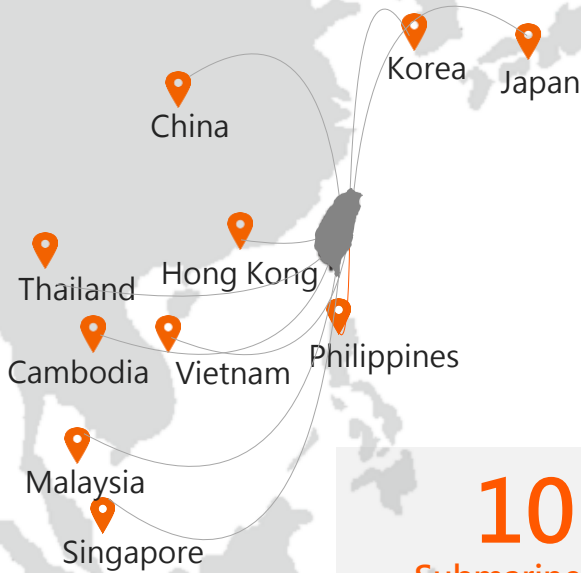 Korea
Japan
China
Hong Kong
Thailand
Cambodia
Vietnam
Philippines
Malaysia
Singapore
10